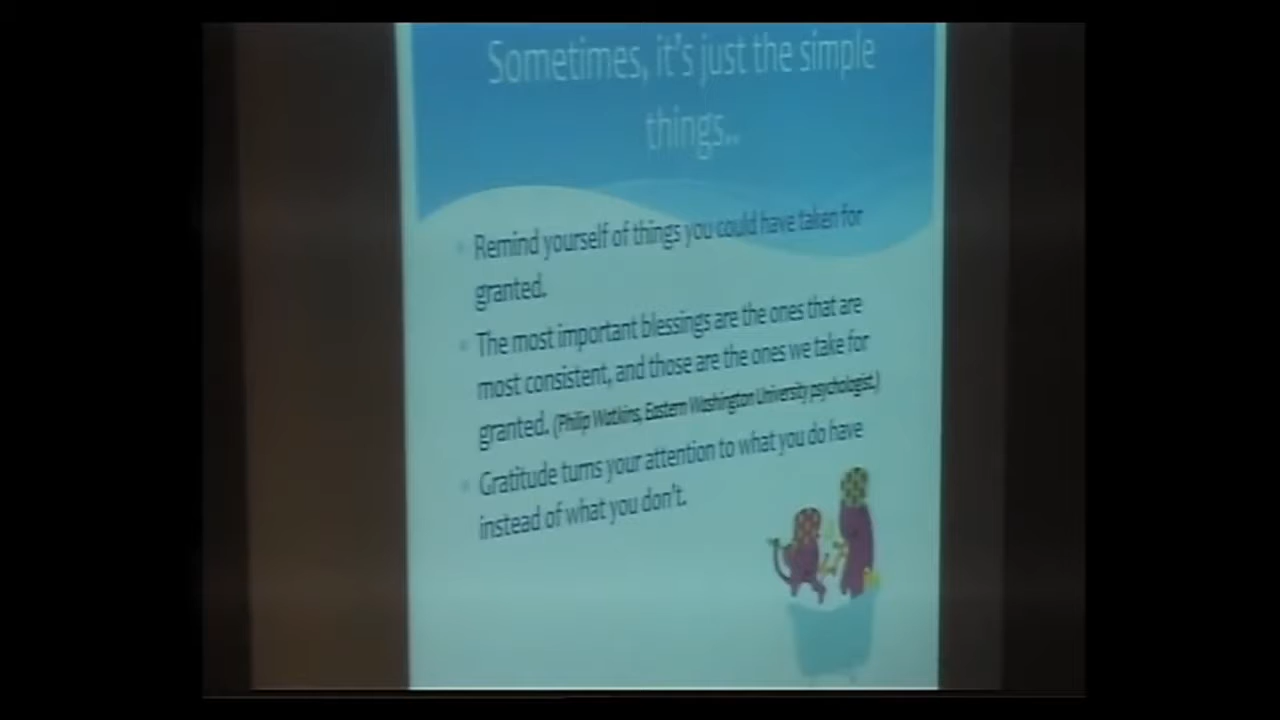 Sometimes, it's just the simple
things..
Remind yourself of things you could have taken for
granted.
The most important blessings are the ones that are
most consistent, and those are the ones we take for
granted. (Philip Watkins, Eastern Washington University psychologist.)
Gratitude turns your attention to what you do have
instead of what you don't.